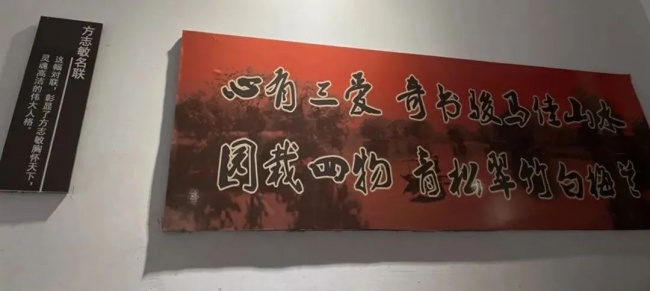 方志敏名联
这幅对联，彰显了方志敏胸怀天下，
灵魂高洁的伟大人格。
心有三爱 奇书骏马佳山水
园栽四物 青松翠竹白梅兰